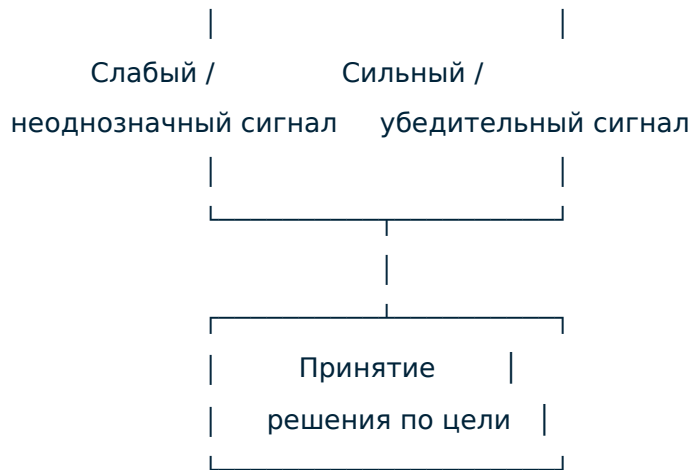 Слабый / Сильный /
неоднозначный сигнал убедительный сигнал
Принятие
решения по цели